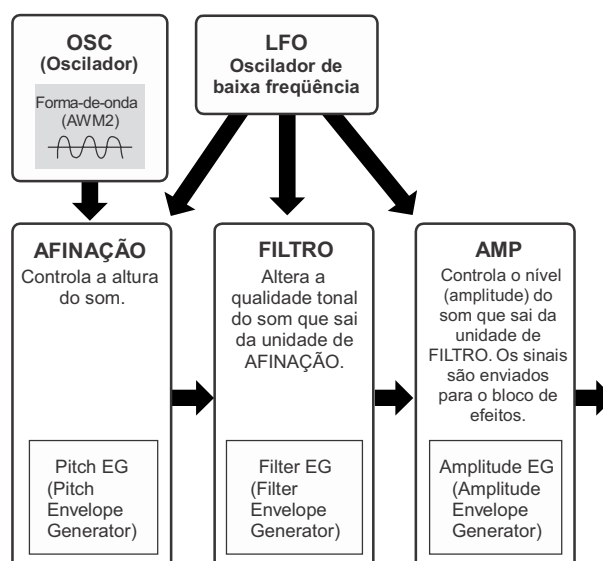 OSC
(Oscilador)
Forma-de-onda
(AWM2)
LFO
Oscilador de
baixa freqüência
AFINAÇÃO
Controla a altura
do som.
Pitch EG
(Pitch
Envelope
Generator)
FILTRO
Altera a
qualidade tonal
do som que sai
da unidade de
AFINAÇÃO.
Filter EG
(Filter
Envelope
Generator)
AMP
Controla o nível
(amplitude) do
som que sai da
unidade de
FILTRO. Os sinais
são enviados
para o bloco de
efeitos.
Amplitude EG
(Amplitude
Envelope
Generator)